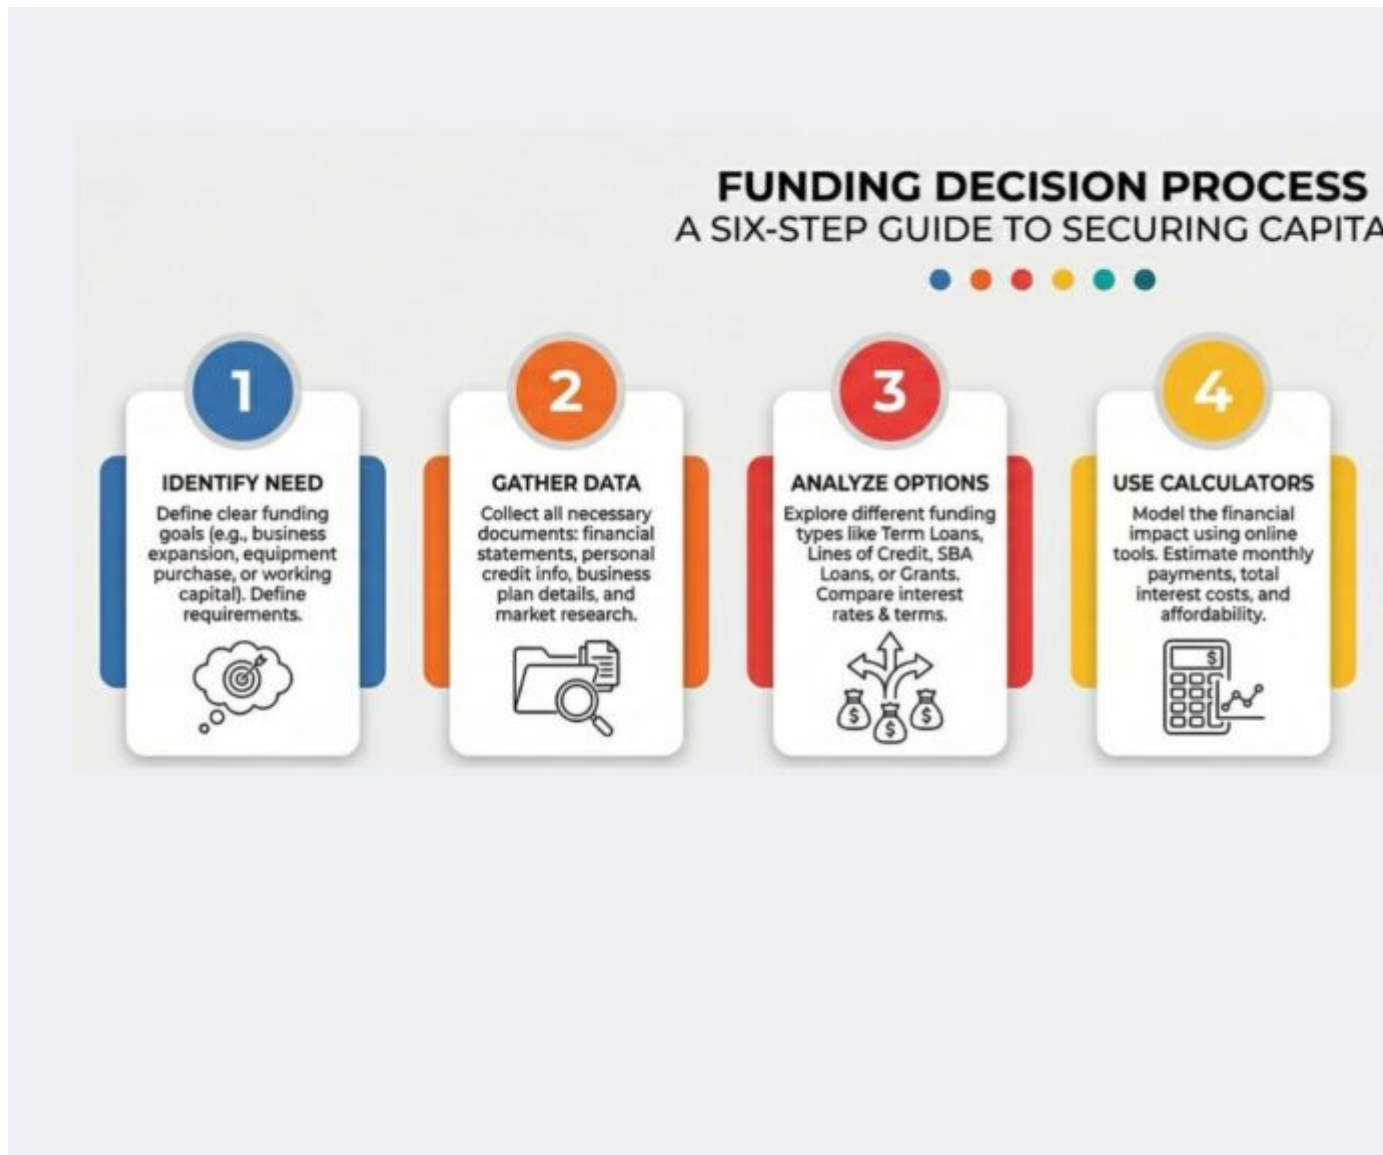 FUNDING DECISION PROCESS
A SIX-STEP GUIDE TO SECURING CAPITA
1
IDENTIFY NEED
Define clear funding
goals (e.g., business
expansion, equipment
purchase, or working
capital). Define
requirements.
2
GATHER DATA
Collect all necessary
documents: financial
statements, personal
credit info, business
plan details, and
market research.
3
ANALYZE OPTIONS
Explore different funding
types like Term Loans,
Lines of Credit, SBA
Loans, or Grants.
Compare interest
rates & terms.
$ $ $
4
USE CALCULATORS
Model the financial
impact using online
tools. Estimate monthly
payments, total
interest costs, and
affordability.
$